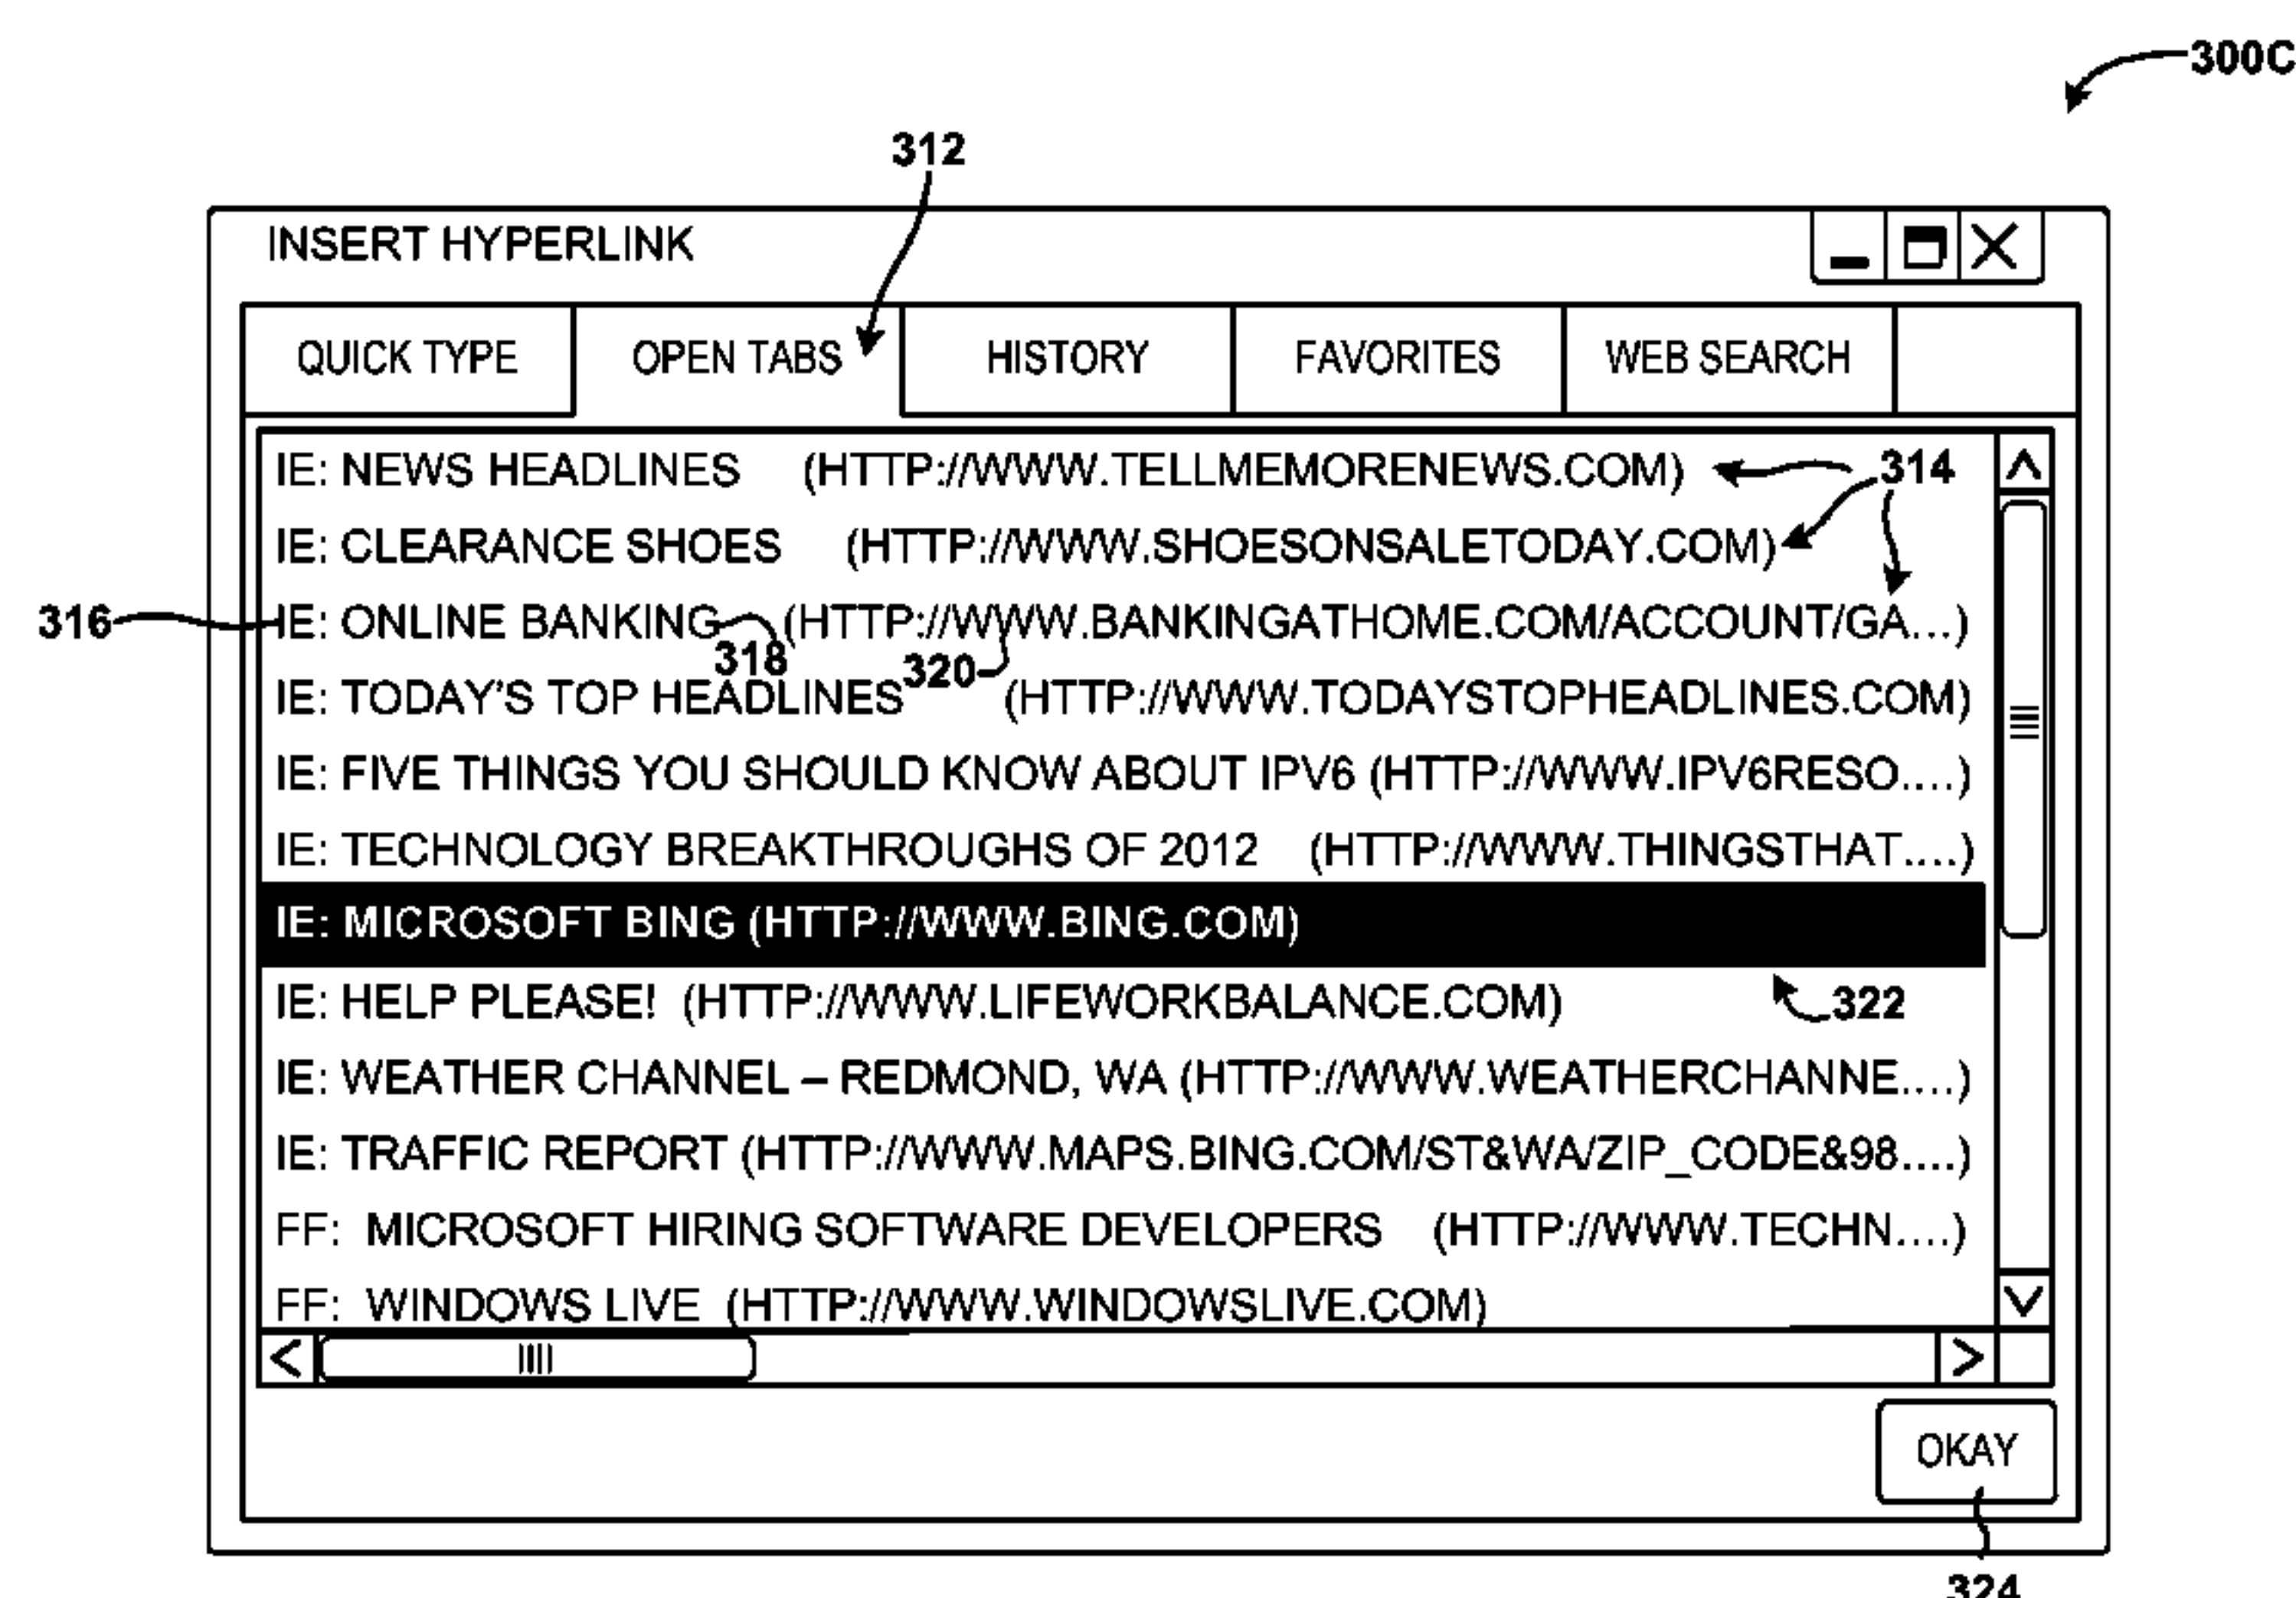 300C
312
INSERT HYPERLINK
QUICK TYPE OPEN TABS HISTORY FAVORITES WEB SEARCH
IE: NEWS HEADLINES (HTTP://WWW.TELLMEMORENEWS.COM) 314
IE: CLEARANCE SHOES (HTTP://WWW.SHOESONSALETODAY.COM)
316 IE: ONLINE BANKING (HTTP://WWW.BANKINGATHOME.COM/ACCOUNT/GA...)
318 320
IE: TODAY'S TOP HEADLINES (HTTP://WWW.TODAYSTOPHEADLINES.COM)
IE: FIVE THINGS YOU SHOULD KNOW ABOUT IPV6 (HTTP://WWW.IPV6RESO....)
IE: TECHNOLOGY BREAKTHROUGHS OF 2012 (HTTP://WWW.THINGSTHAT....)
IE: MICROSOFT BING (HTTP://WWW.BING.COM)
IE: HELP PLEASE! (HTTP://WWW.LIFEWORKBALANCE.COM) 322
IE: WEATHER CHANNEL – REDMOND, WA (HTTP://WWW.WEATHERCHANNE....)
IE: TRAFFIC REPORT (HTTP://WWW.MAPS.BING.COM/ST&WA/ZIP_CODE&98....)
FF: MICROSOFT HIRING SOFTWARE DEVELOPERS (HTTP://WWW.TECHN....)
FF: WINDOWS LIVE (HTTP://WWW.WINDOWSLIVE.COM)
OKAY
324